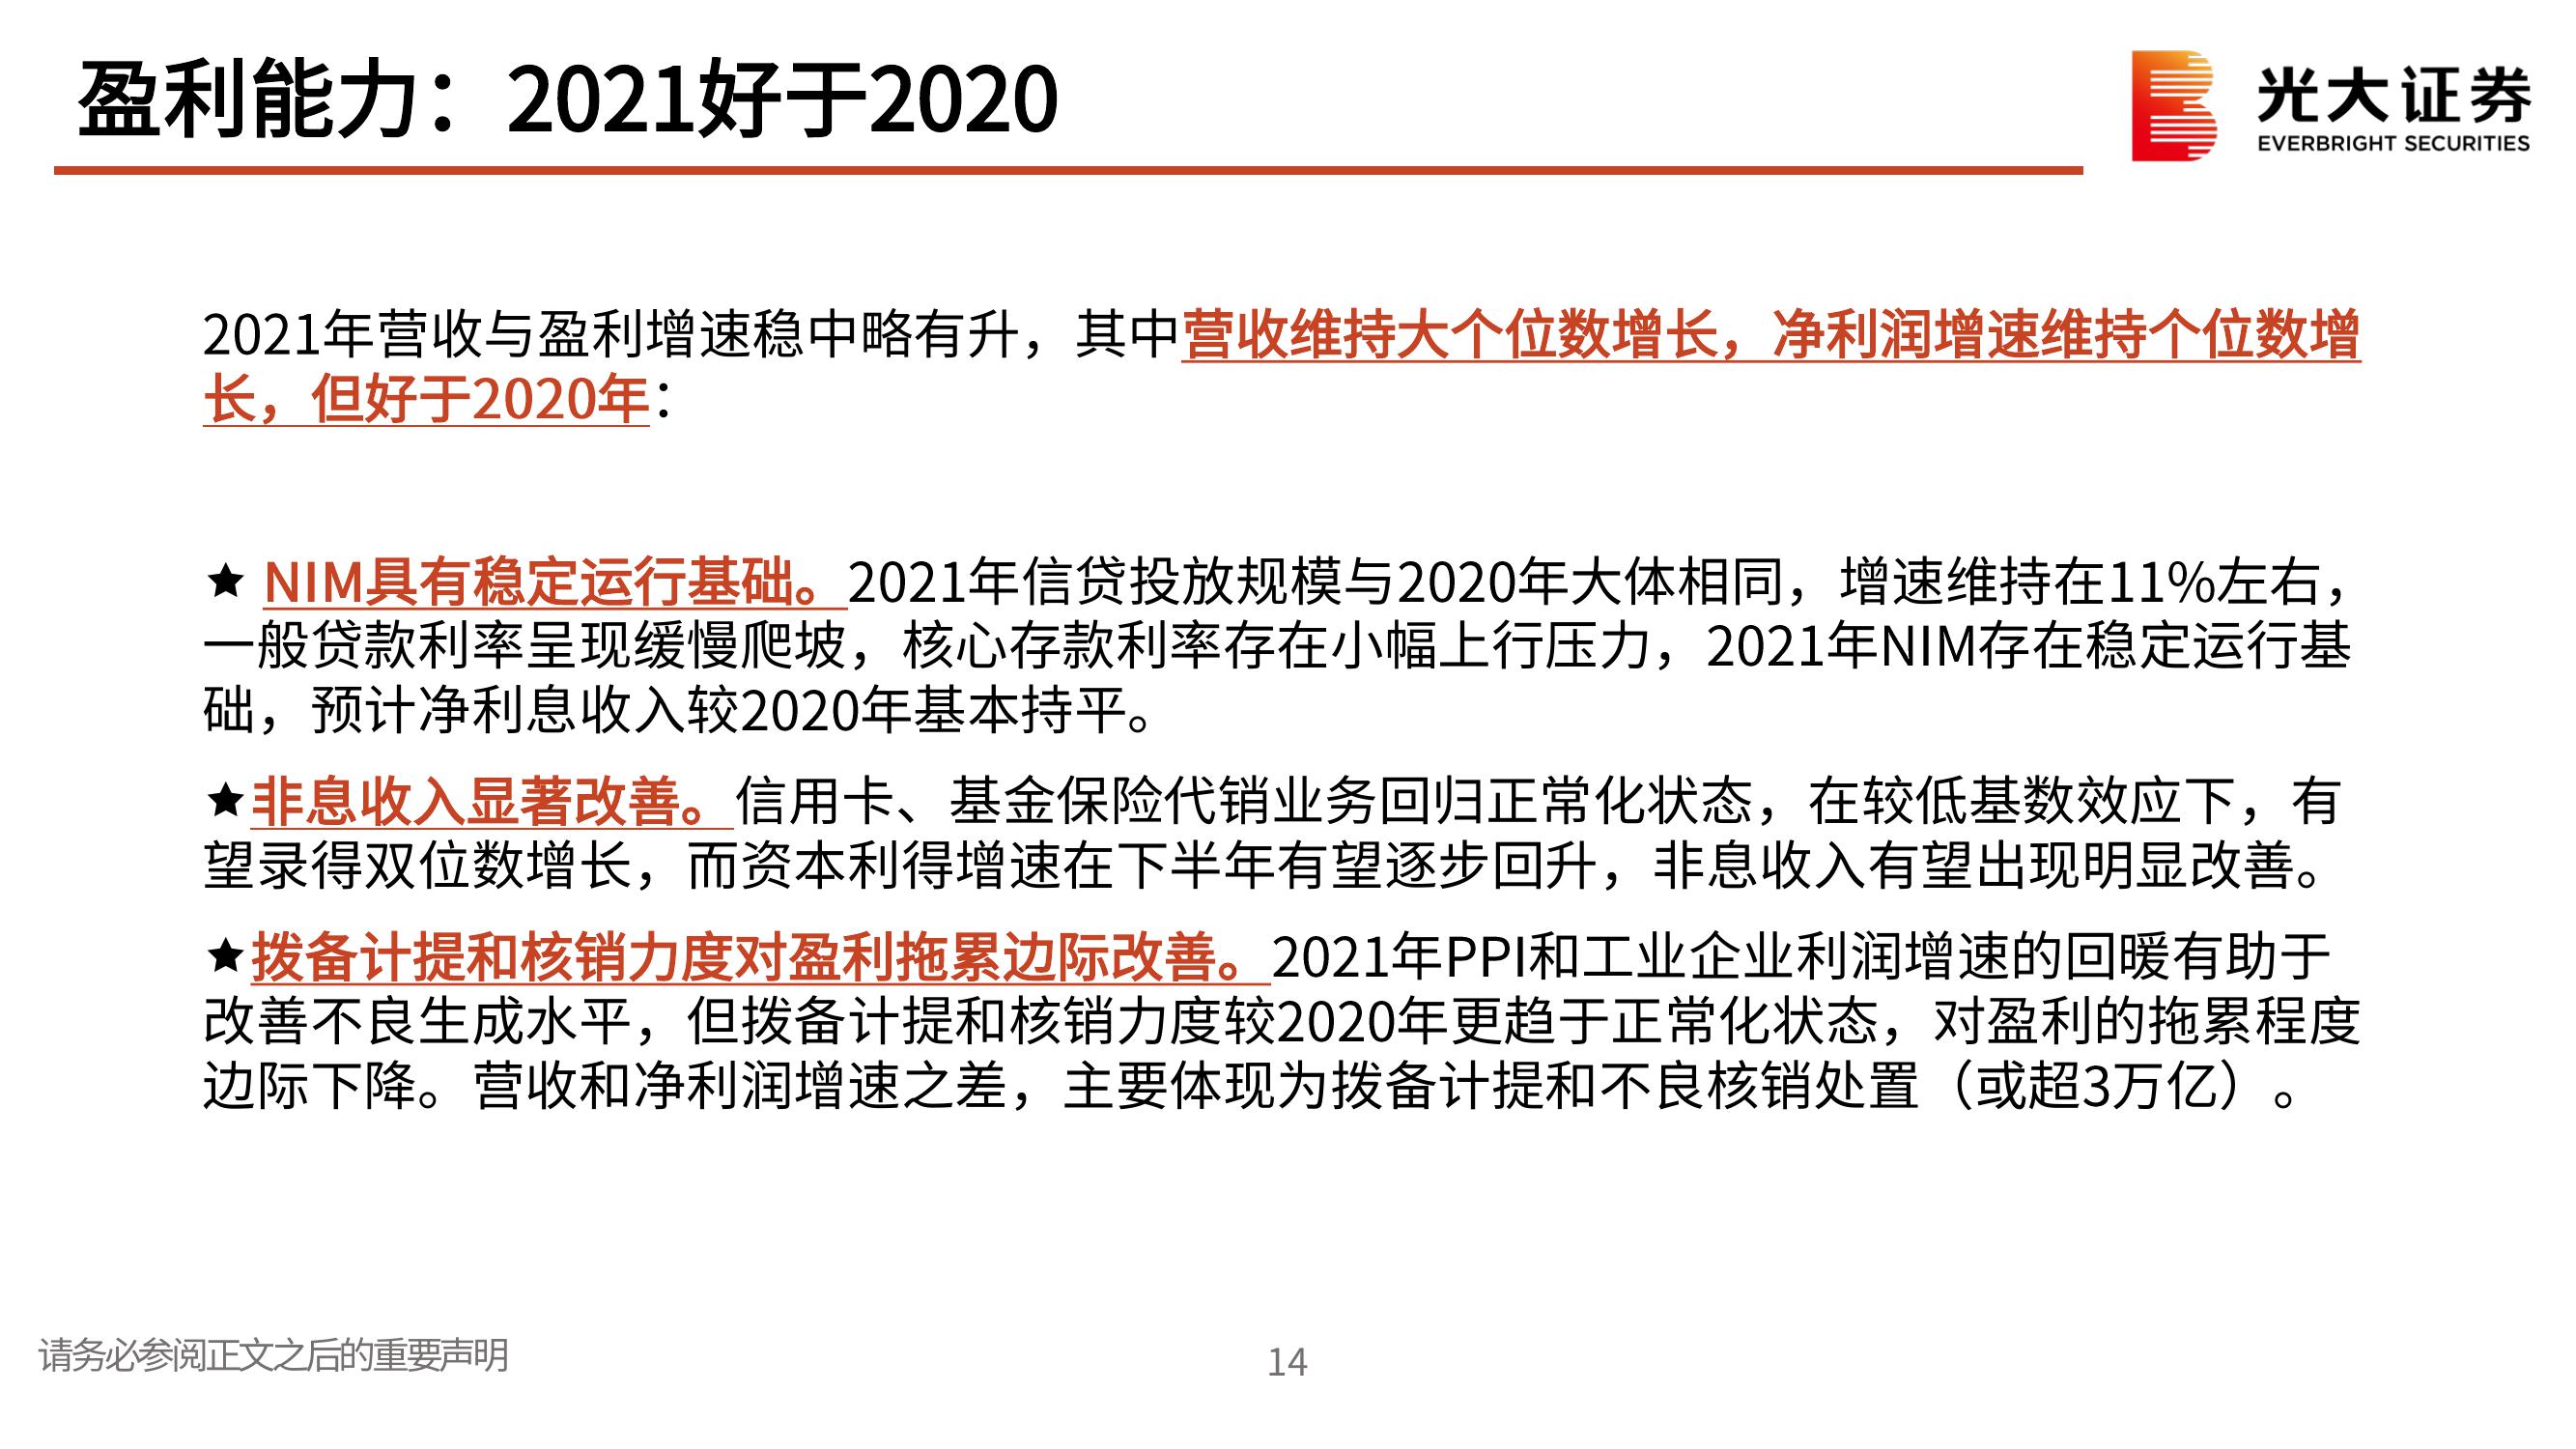 盈利能力：2021好于2020
光大证券
EVERBRIGHT SECURITIES
2021年营收与盈利增速稳中略有升，其中营收维持大个位数增长，净利润增速维持个位数增
长，但好于2020年：
★ NIM具有稳定运行基础。2021年信贷投放规模与2020年大体相同，增速维持在11%左右，
一般贷款利率呈现缓慢爬坡，核心存款利率存在小幅上行压力，2021年NIM存在稳定运行基
础，预计净利息收入较2020年基本持平。
★非息收入显著改善。信用卡、基金保险代销业务回归正常化状态，在较低基数效应下，有
望录得双位数增长，而资本利得增速在下半年有望逐步回升，非息收入有望出现明显改善。
★拨备计提和核销力度对盈利拖累边际改善。2021年PPI和工业企业利润增速的回暖有助于
改善不良生成水平，但拨备计提和核销力度较2020年更趋于正常化状态，对盈利的拖累程度
边际下降。营收和净利润增速之差，主要体现为拨备计提和不良核销处置（或超3万亿）。
请务必参阅正文之后的重要声明
14